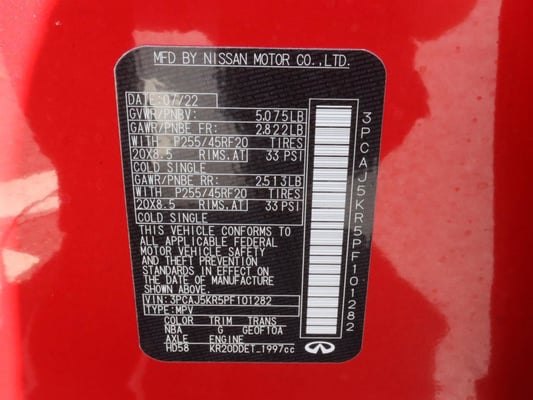 MFD BY NISSAN MOTOR CO.,LTD.
DATE:07/22
GVWR/PNBV: 5,075LB
GAWR/PNBE FR: 2,822LB
WITH P255/45RF20 TIRES
20X8.5 RIMS.AT 33 PSI
COLD SINGLE
GAWR/PNBE RR: 2,513LB
WITH P255/45RF20 TIRES
20X8.5 RIMS.AT 33 PSI
COLD SINGLE
THIS VEHICLE CONFORMS TO
ALL APPLICABLE FEDERAL
MOTOR VEHICLE SAFETY
AND THEFT PREVENTION
STANDARDS IN EFFECT ON
THE DATE OF MANUFACTURE
SHOWN ABOVE.
VIN: 3PCAJ5KR5PF101282
TYPE:MPV
COLOR TRIM TRANS
NBA G GE0F10A
AXLE ENGINE
HD58 KR20DDET_1997cc
INFINITI
3PCAJ5KR5PF101282